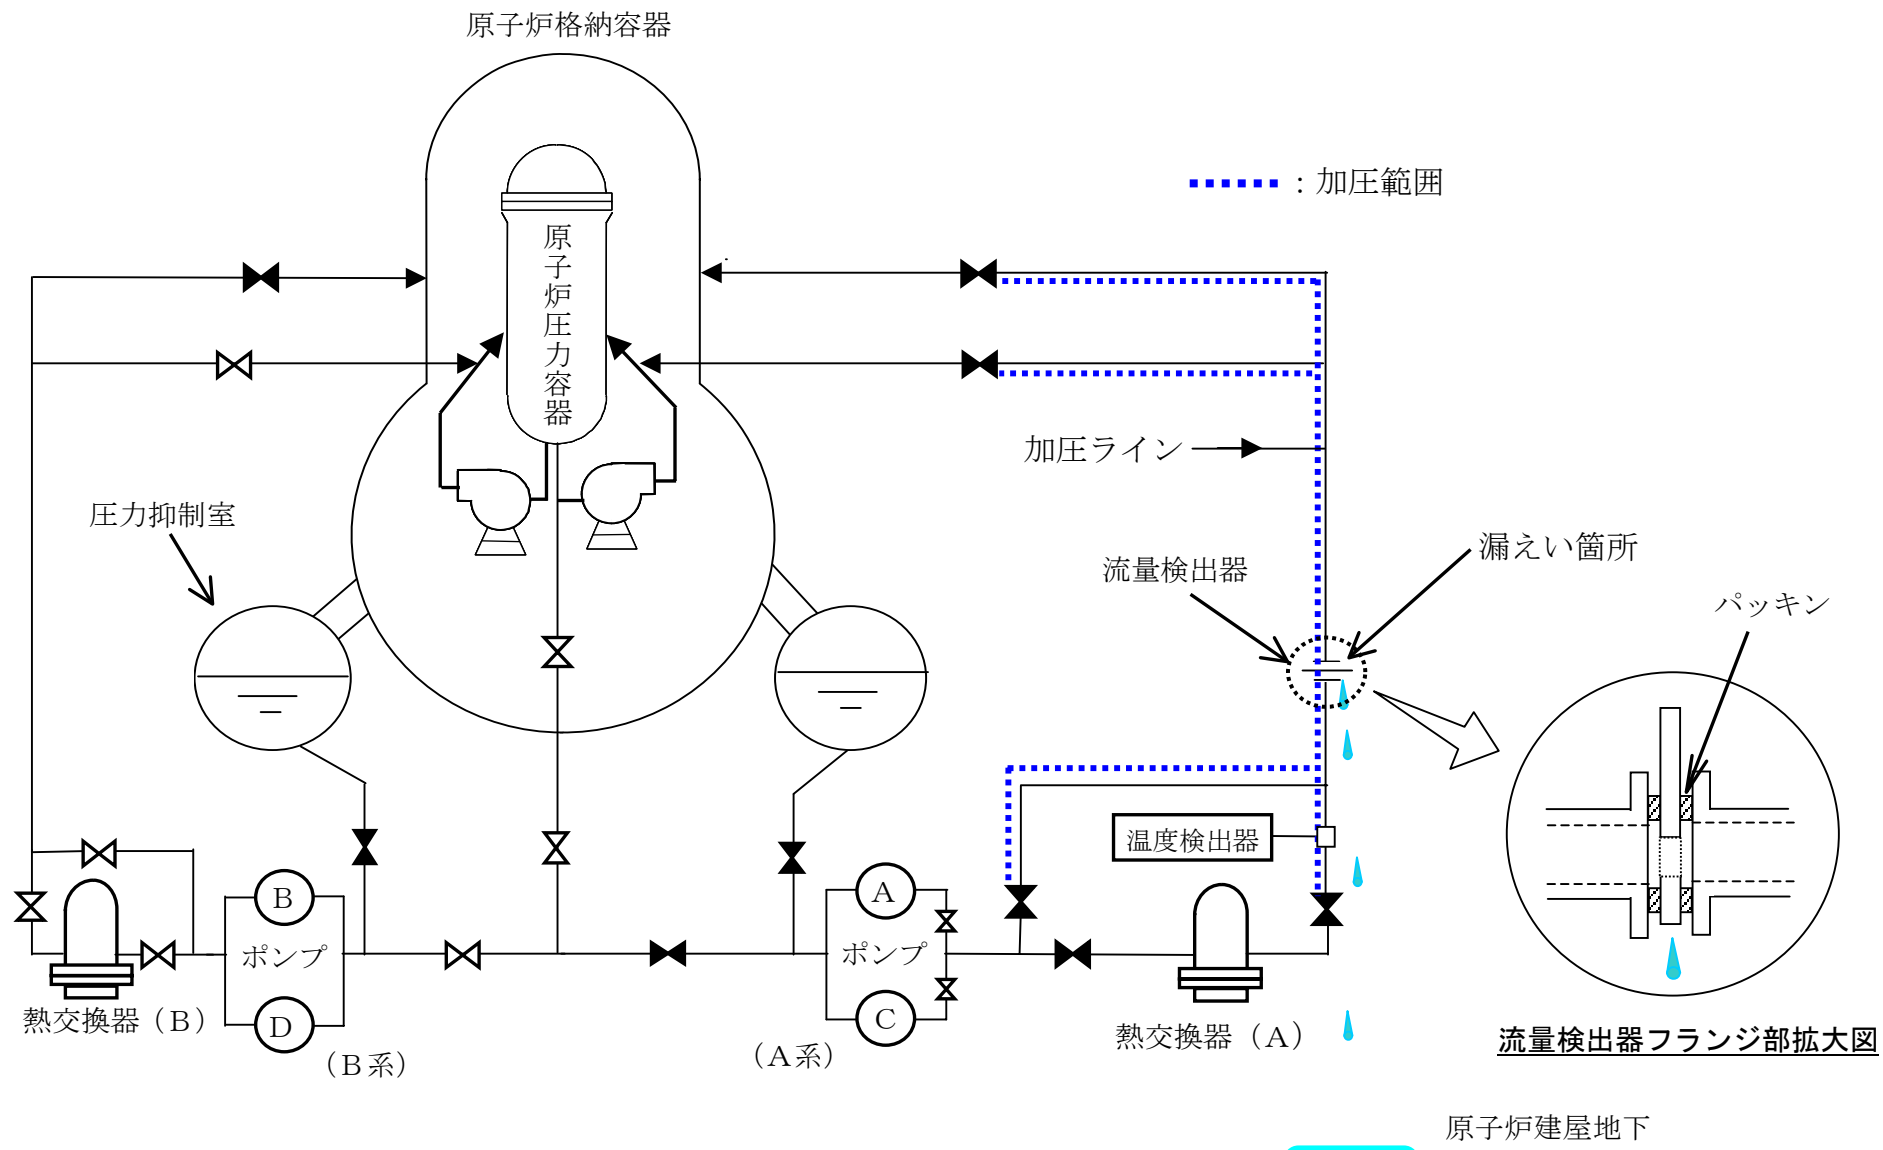 原子炉格納容器
：加圧範囲
原子炉圧力容器
加圧ライン
圧力抑制室
流量検出器
漏えい箇所
パッキン
温度検出器
B
ポンプ
D
A
ポンプ
C
熱交換器（B）
（B系）
（A系）
熱交換器（A）
流量検出器フランジ部拡大図
原子炉建屋地下